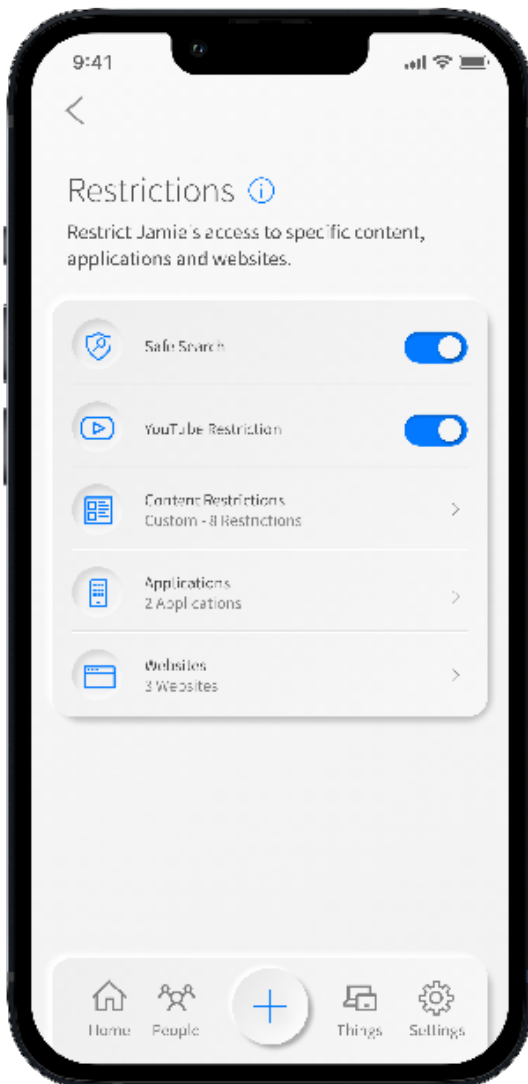 9:41
Restrictions
Restrict Jamie's access to specific content,
applications and websites.
Safe Search
YouTube Restriction
Content Restrictions
Custom - 8 Restrictions
Applications
2 Applications
Websites
3 Websites
Home People Things Settings